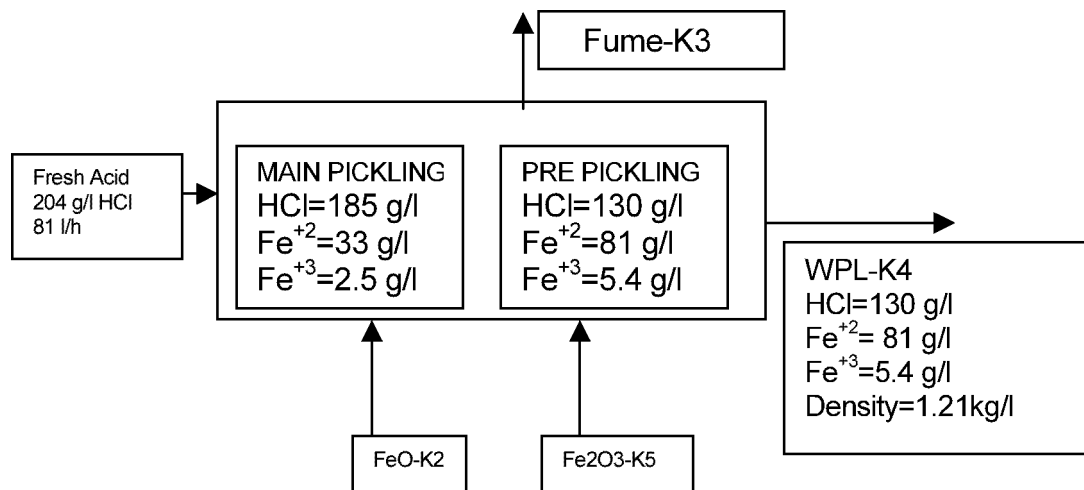 Fume-K3
Fresh Acid
204 g/l HCl
81 l/h
MAIN PICKLING
HCl=185 g/l
Fe+2=33 g/l
Fe+3=2.5 g/l
PRE PICKLING
HCl=130 g/l
Fe+2=81 g/l
Fe+3=5.4 g/l
WPL-K4
HCl=130 g/l
Fe+2= 81 g/l
Fe+3=5.4 g/l
Density=1.21kg/l
FeO-K2
Fe2O3-K5